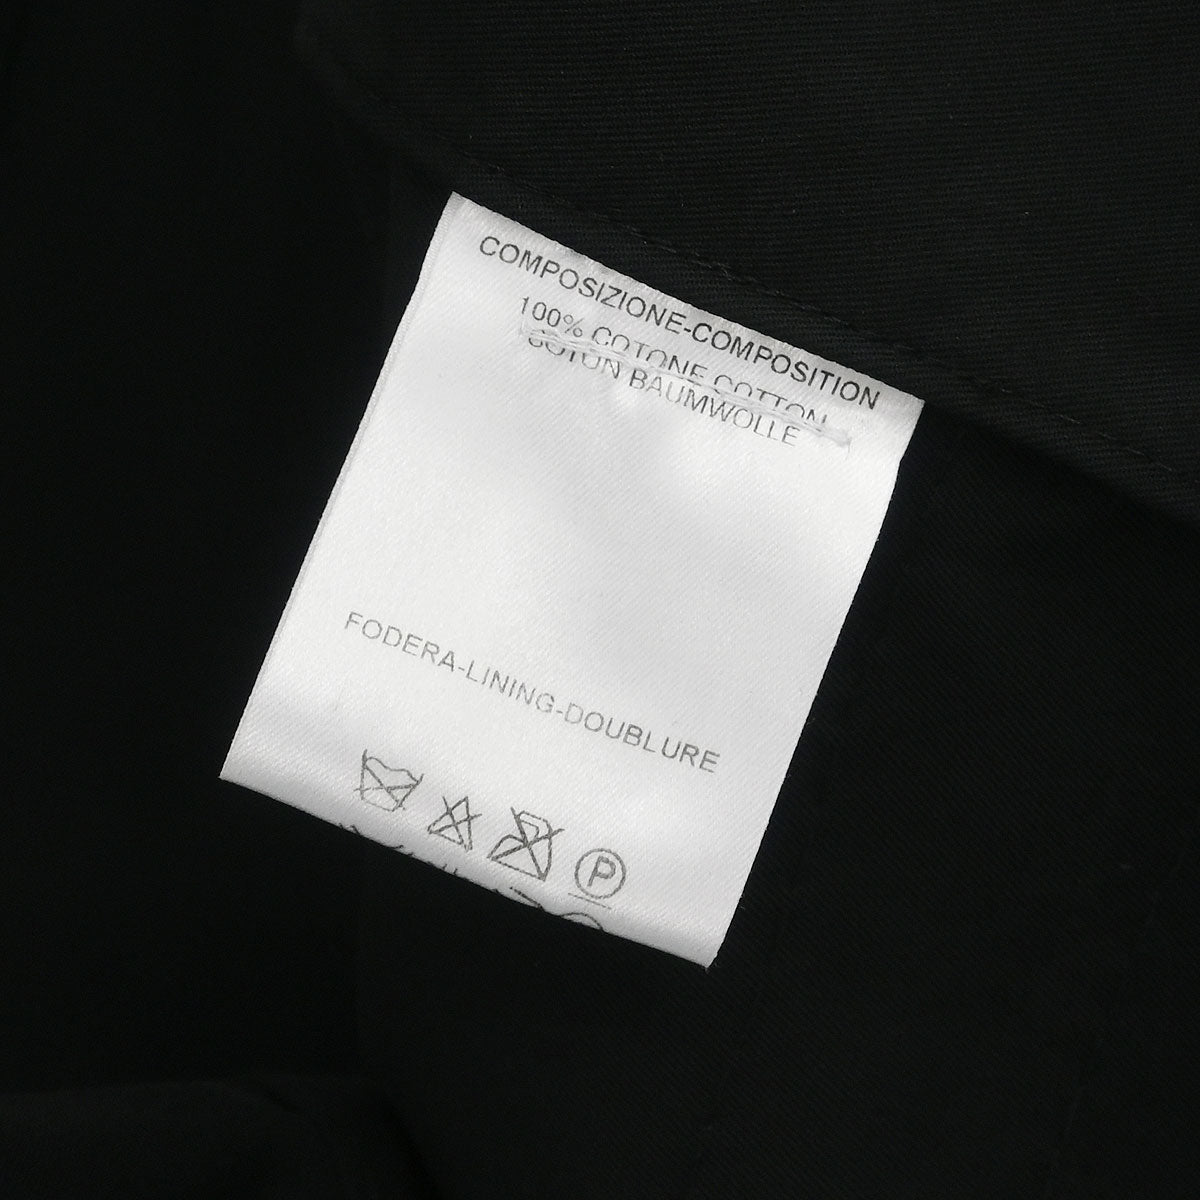 COMPOSIZIONE-COMPOSITION
100% COTONE COTTON
COTON BAUMWOLLE
FODERA-LINING-DOUBLURE
P